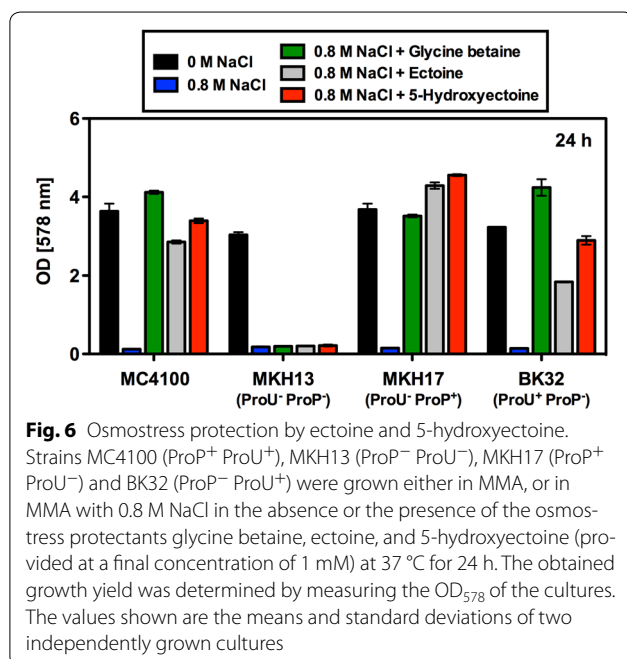 0 M NaCl
0.8 M NaCl
0.8 M NaCl + Glycine betaine
0.8 M NaCl + Ectoine
0.8 M NaCl + 5-Hydroxyectoine
24 h
OD [578 nm]
6
4
2
0
MC4100
MKH13
(ProU⁻ ProP⁻)
MKH17
(ProU⁻ ProP⁺)
BK32
(ProU⁺ ProP⁻)
Fig. 6 Osmostress protection by ectoine and 5-hydroxyectoine.
Strains MC4100 (ProP⁺ ProU⁺), MKH13 (ProP⁻ ProU⁻), MKH17 (ProP⁺
ProU⁻) and BK32 (ProP⁻ ProU⁺) were grown either in MMA, or in
MMA with 0.8 M NaCl in the absence or the presence of the osmos-
tress protectants glycine betaine, ectoine, and 5-hydroxyectoine (pro-
vided at a final concentration of 1 mM) at 37 °C for 24 h. The obtained
growth yield was determined by measuring the OD₅₇₈ of the cultures.
The values shown are the means and standard deviations of two
independently grown cultures